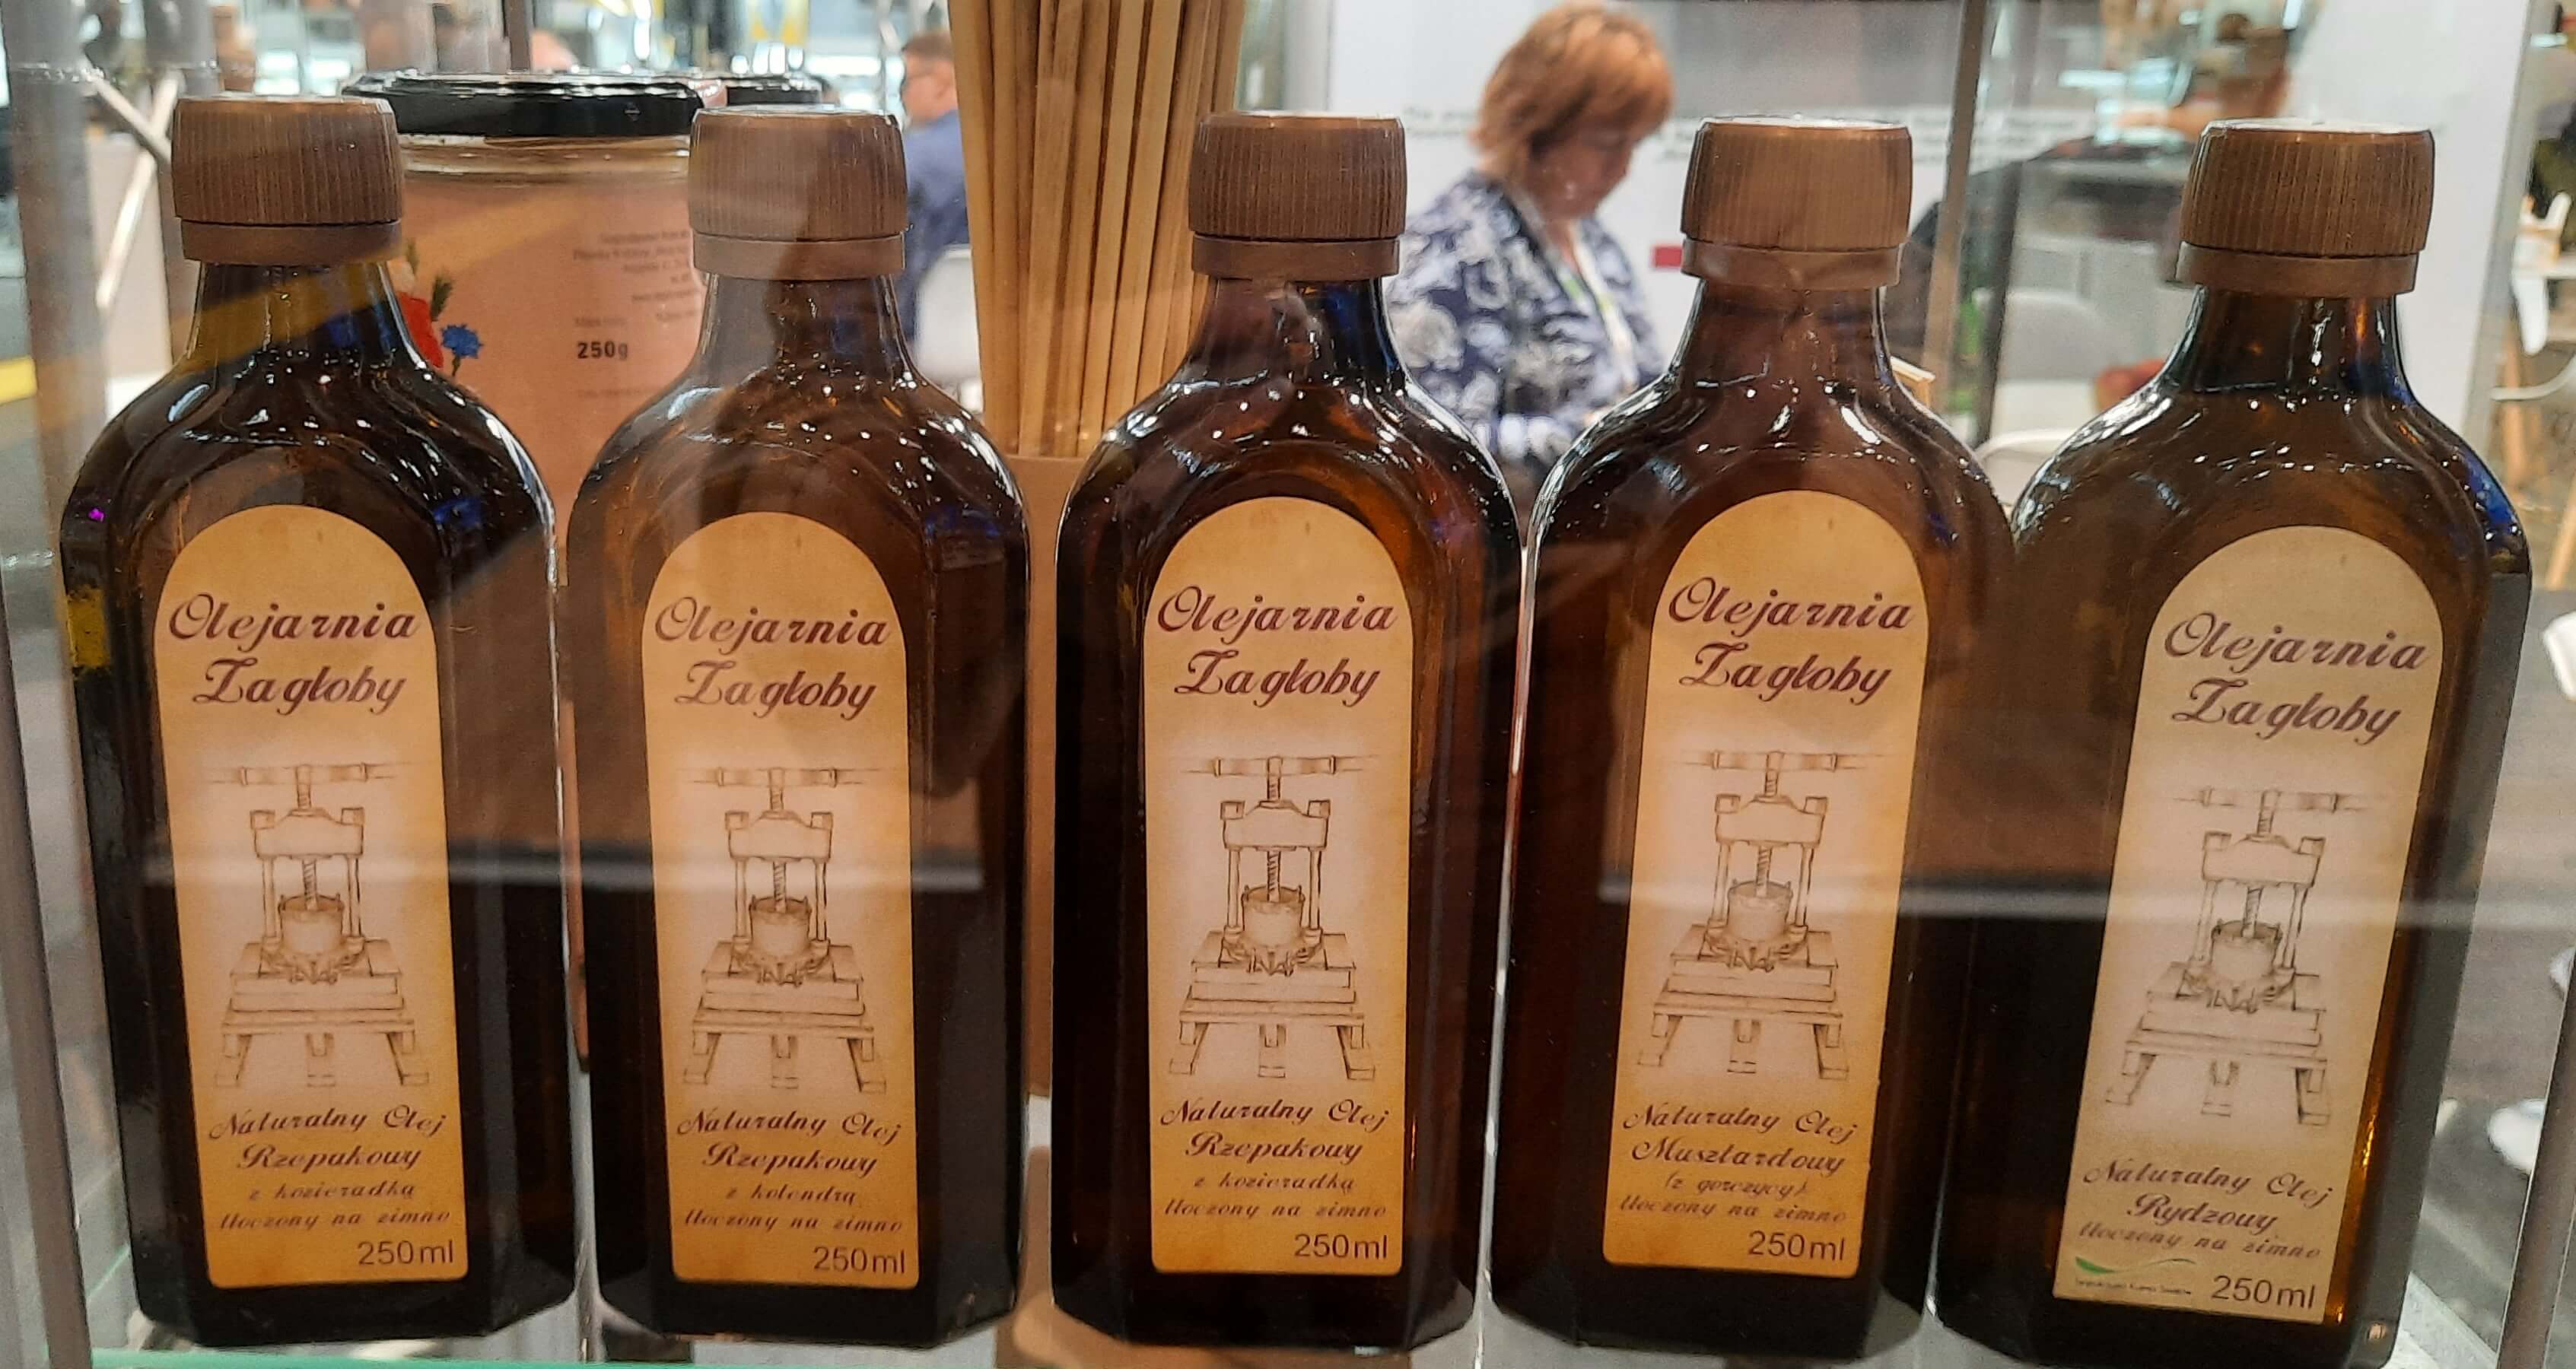 250g
Olejarnia
Zagłoby
Naturalny Olej
Rzepakowy
z kozieradką
tłoczony na zimno
250ml
Olejarnia
Zagłoby
Naturalny Olej
Rzepakowy
z kolendrą
tłoczony na zimno
250ml
Olejarnia
Zagłoby
Naturalny Olej
Rzepakowy
z kozieradką
tłoczony na zimno
250ml
Olejarnia
Zagłoby
Naturalny Olej
Musztardowy
(z gorczycy)
tłoczony na zimno
250ml
Olejarnia
Zagłoby
Naturalny Olej
Rydzowy
tłoczony na zimno
250ml